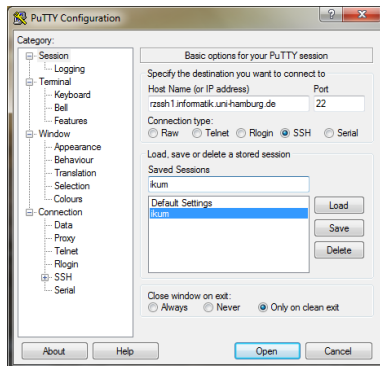 PuTTY Configuration
Category:
Session
Logging
Terminal
Keyboard
Bell
Features
Window
Appearance
Behaviour
Translation
Selection
Colours
Connection
Data
Proxy
Telnet
Rlogin
SSH
Serial
Basic options for your PuTTY session
Specify the destination you want to connect to
Host Name (or IP address) Port
rzssh1.informatik.uni-hamburg.de 22
Connection type:
Raw Telnet Rlogin SSH Serial
Load, save or delete a stored session
Saved Sessions
ikum
Default Settings
ikum
Load
Save
Delete
Close window on exit:
Always Never Only on clean exit
About Help Open Cancel